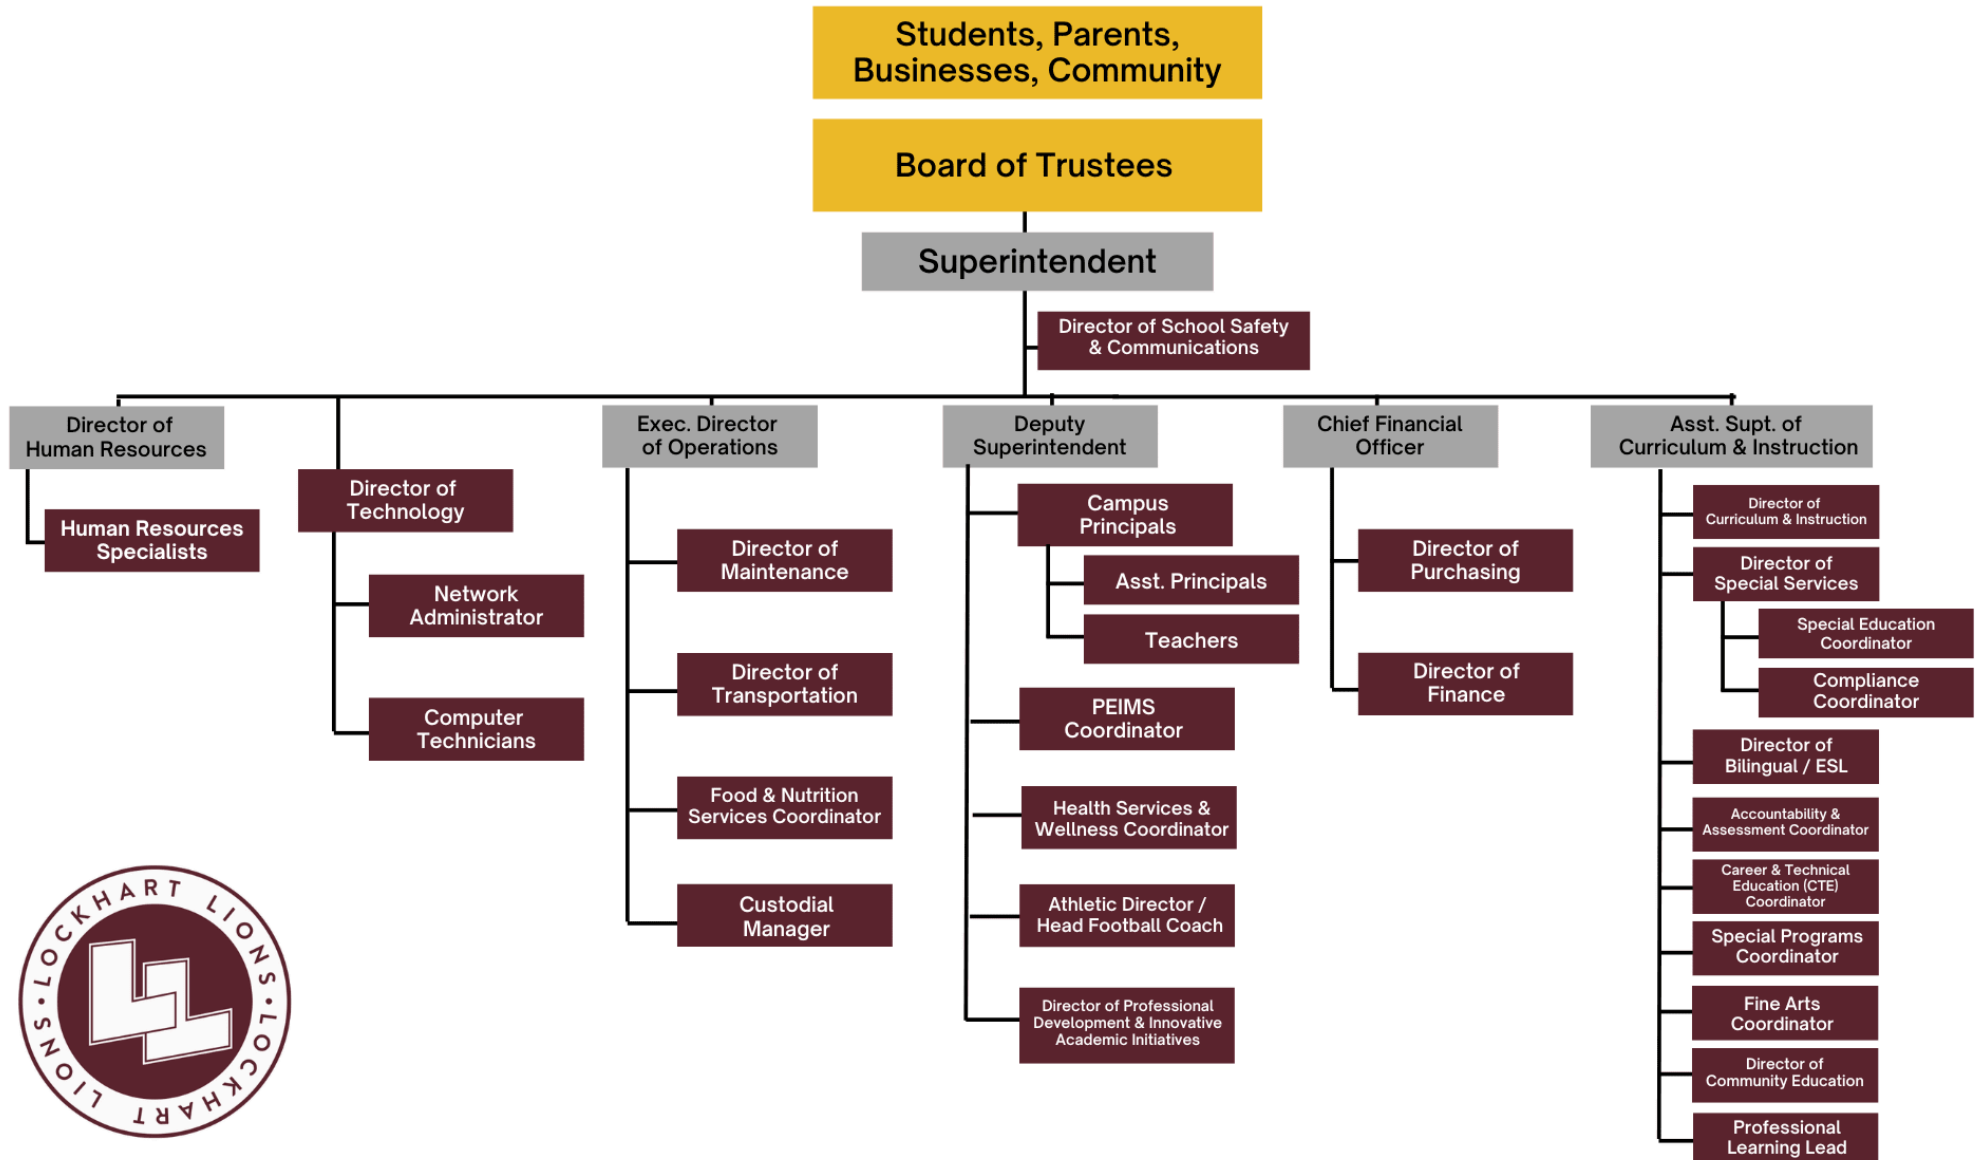 Students, Parents,
Businesses, Community
Board of Trustees
Superintendent
Director of School Safety
& Communications
Director of
Human Resources
Human Resources
Specialists
Director of
Technology
Network
Administrator
Computer
Technicians
Exec. Director
of Operations
Director of
Maintenance
Director of
Transportation
Food & Nutrition
Services Coordinator
Custodial
Manager
Deputy
Superintendent
Campus
Principals
Asst. Principals
Teachers
PEIMS
Coordinator
Health Services &
Wellness Coordinator
Athletic Director /
Head Football Coach
Director of Professional
Development & Innovative
Academic Initiatives
Chief Financial
Officer
Director of
Purchasing
Director of
Finance
Asst. Supt. of
Curriculum & Instruction
Director of
Curriculum & Instruction
Director of
Special Services
Special Education
Coordinator
Compliance
Coordinator
Director of
Bilingual / ESL
Accountability &
Assessment Coordinator
Career & Technical
Education (CTE)
Coordinator
Special Programs
Coordinator
Fine Arts
Coordinator
Director of
Community Education
Professional
Learning Lead
LOCKHART LIONS • LOCKHART LIONS •
LL